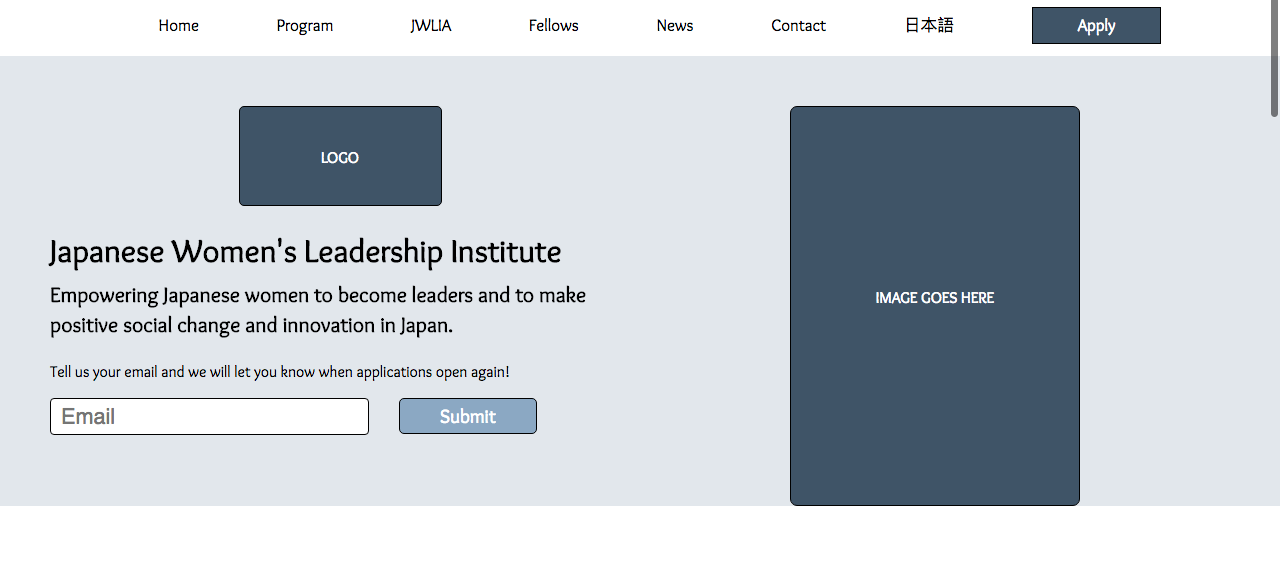 Home Program JWLIA Fellows News Contact 日本語 Apply
LOGO
Japanese Women's Leadership Institute
Empowering Japanese women to become leaders and to make
positive social change and innovation in Japan.
Tell us your email and we will let you know when applications open again!
Email Submit
IMAGE GOES HERE